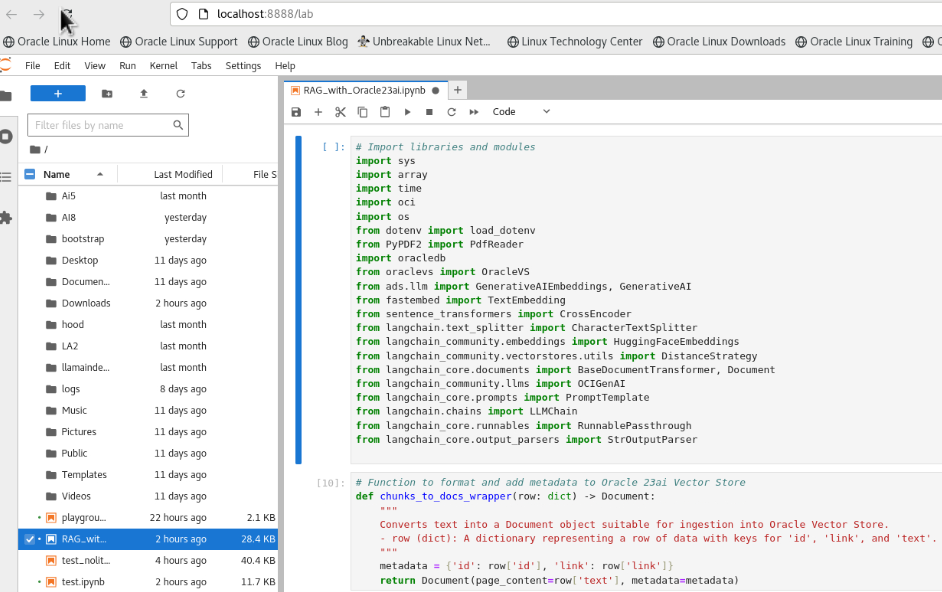 localhost:8888/lab
Oracle Linux Home Oracle Linux Support Oracle Linux Blog Unbreakable Linux Net... Linux Technology Center Oracle Linux Downloads Oracle Linux Training
File Edit View Run Kernel Tabs Settings Help
RAG_with_Oracle23ai.ipynb
Code
Filter files by name
/
Name Last Modified File S
Ai5 last month
AI8 yesterday
bootstrap yesterday
Desktop 11 days ago
Documen... 11 days ago
Downloads 2 hours ago
hood last month
LA2 last month
llamainde... last month
logs 8 days ago
Music 11 days ago
Pictures 11 days ago
Public 11 days ago
Templates 11 days ago
Videos 11 days ago
playgrou... 22 hours ago 2.1 KB
RAG_wit... 2 hours ago 28.4 KB
test_nolit... 4 hours ago 40.4 KB
test.ipynb 2 hours ago 11.7 KB
[ ]: # Import libraries and modules
import sys
import array
import time
import oci
import os
from dotenv import load_dotenv
from PyPDF2 import PdfReader
import oracledb
from oraclevs import OracleVS
from ads.llm import GenerativeAIEmbeddings, GenerativeAI
from fastembed import TextEmbedding
from sentence_transformers import CrossEncoder
from langchain.text_splitter import CharacterTextSplitter
from langchain_community.embeddings import HuggingFaceEmbeddings
from langchain_community.vectorstores.utils import DistanceStrategy
from langchain_core.documents import BaseDocumentTransformer, Document
from langchain_community.llms import OCIGenAI
from langchain_core.prompts import PromptTemplate
from langchain.chains import LLMChain
from langchain_core.runnables import RunnablePassthrough
from langchain_core.output_parsers import StrOutputParser
[10]: # Function to format and add metadata to Oracle 23ai Vector Store
def chunks_to_docs_wrapper(row: dict) -> Document:
"""
Converts text into a Document object suitable for ingestion into Oracle Vector Store.
- row (dict): A dictionary representing a row of data with keys for 'id', 'link', and 'text'.
"""
metadata = {'id': row['id'], 'link': row['link']}
return Document(page_content=row['text'], metadata=metadata)